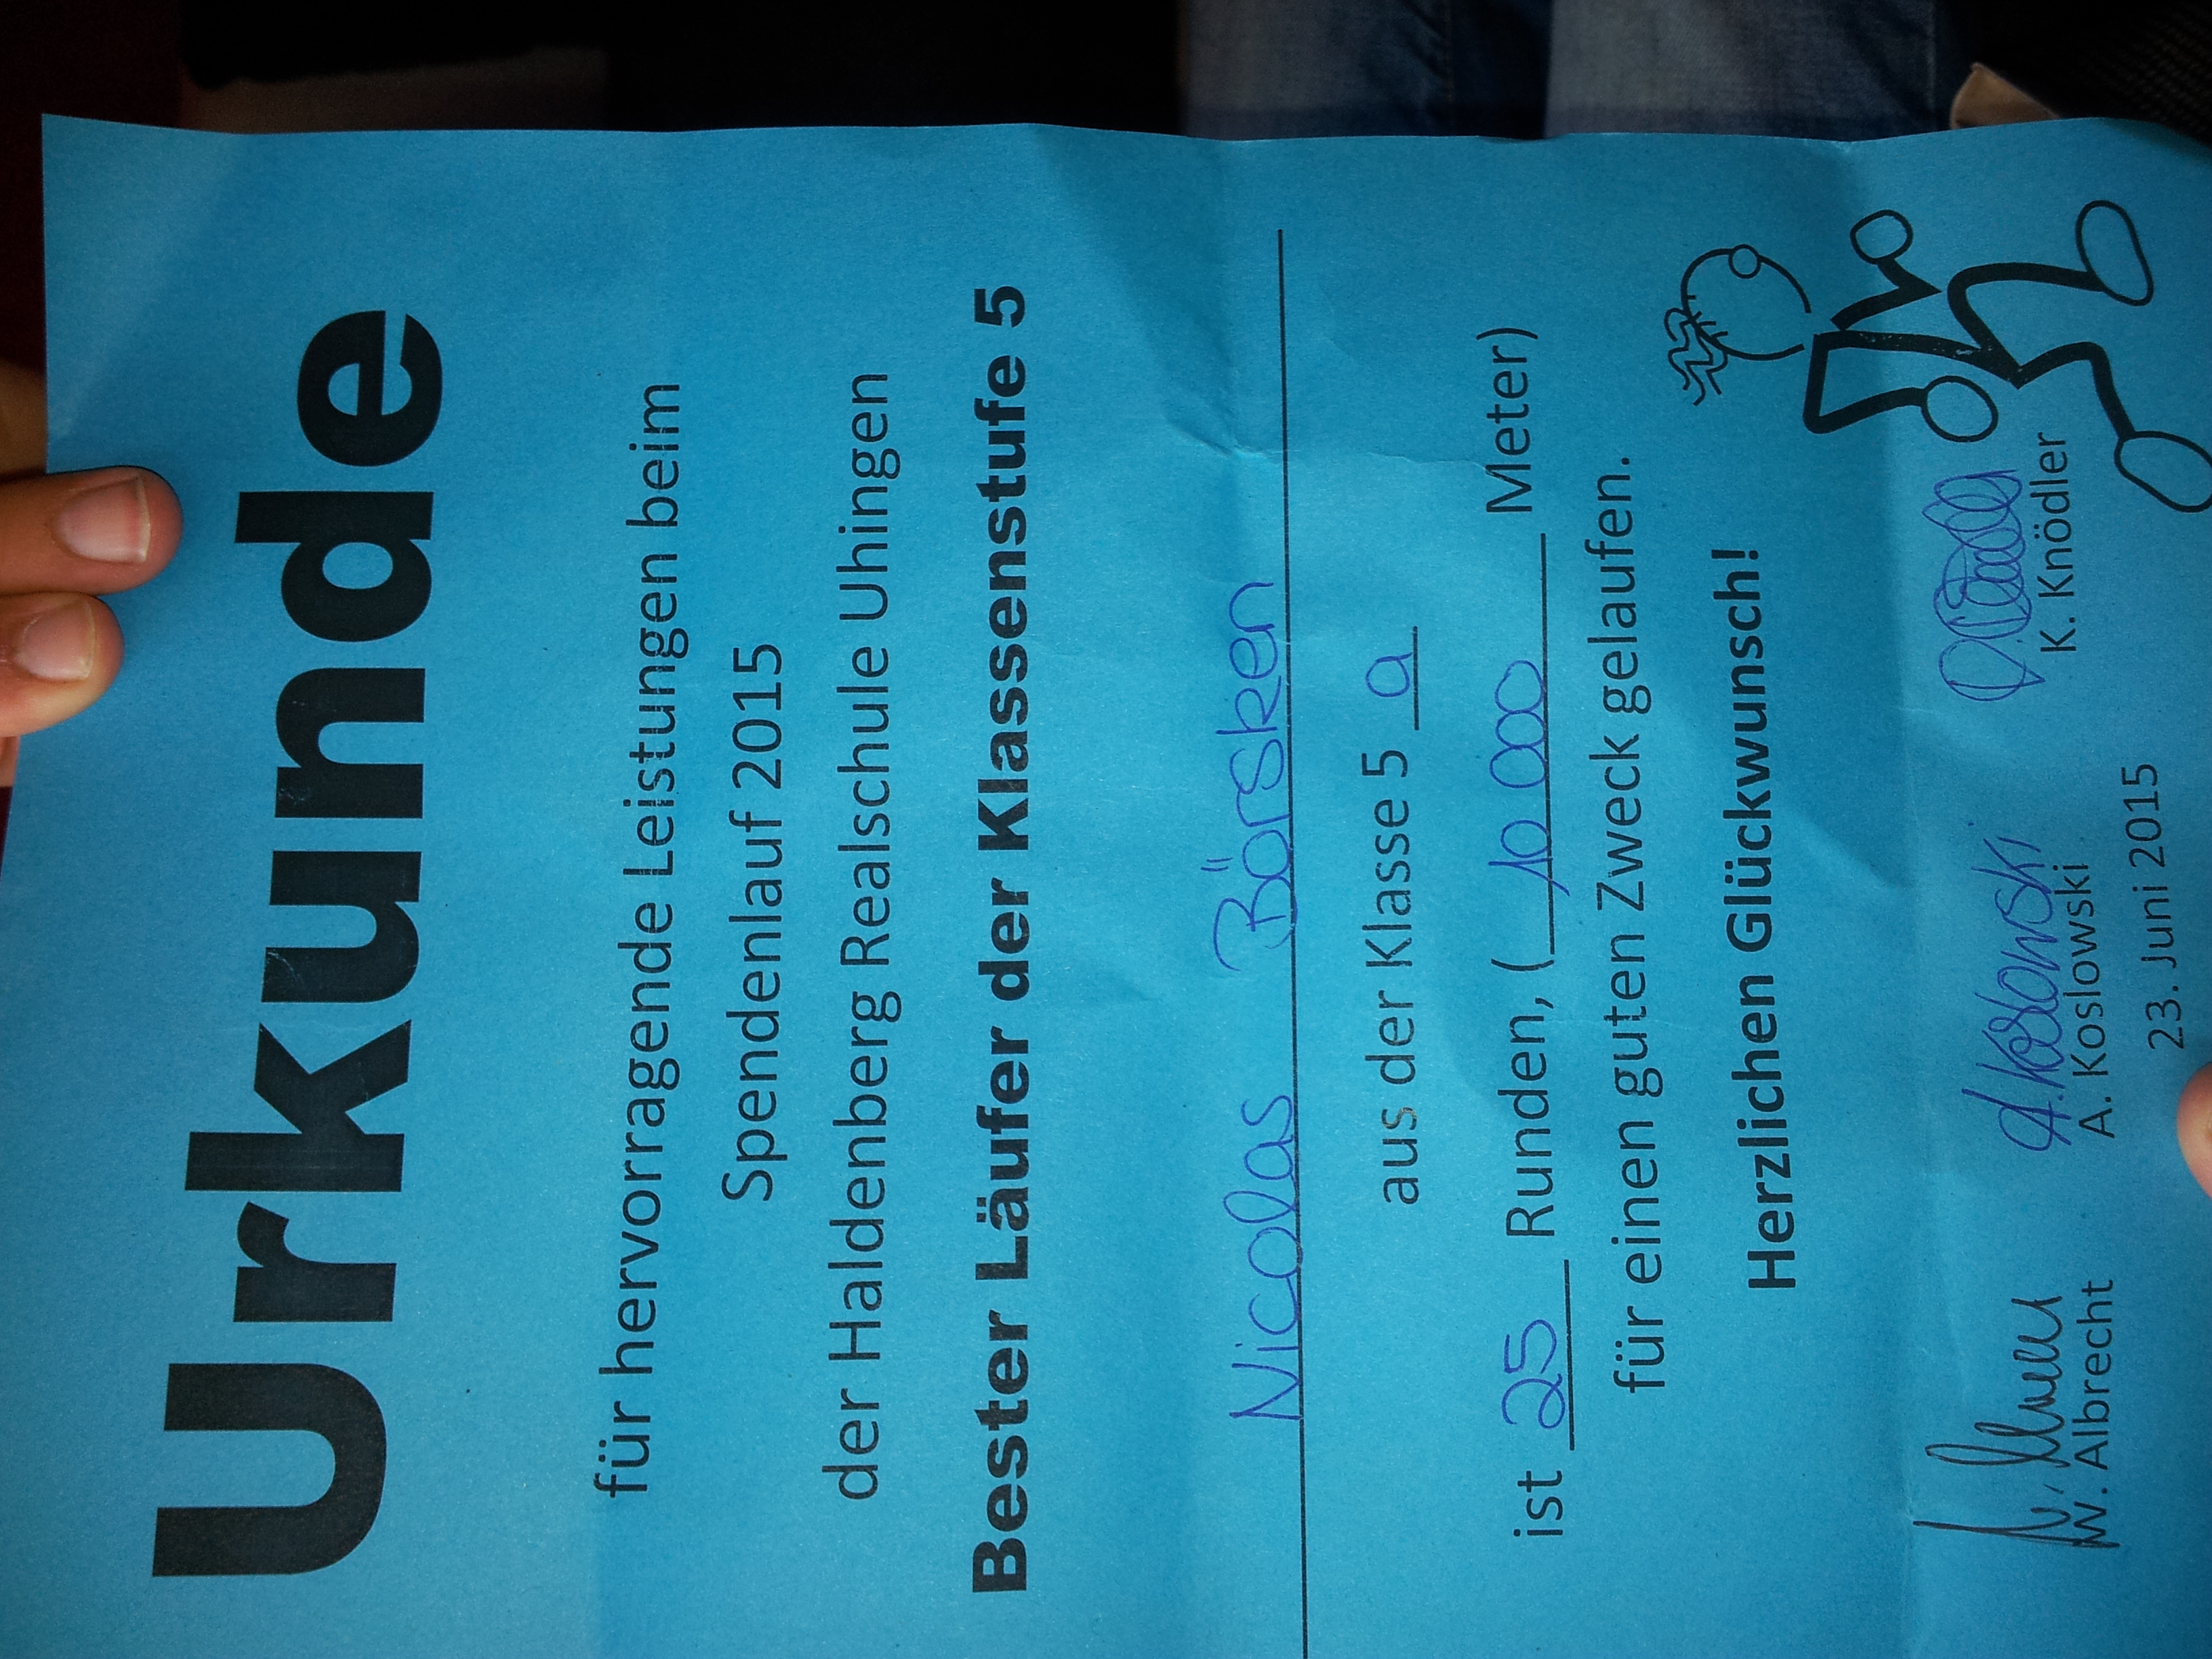 Urkunde
für hervorragende Leistungen beim
Spendenlauf 2015
der Haldenberg Realschule Uhingen
Bester Läufer der Klassenstufe 5
Nicolas Börsken
aus der Klasse 5 a
ist 25 Runden, ( 10 000 Meter)
für einen guten Zweck gelaufen.
Herzlichen Glückwunsch!
A. Koslowski
W. Albrecht A. Koslowski K. Knödler
23. Juni 2015